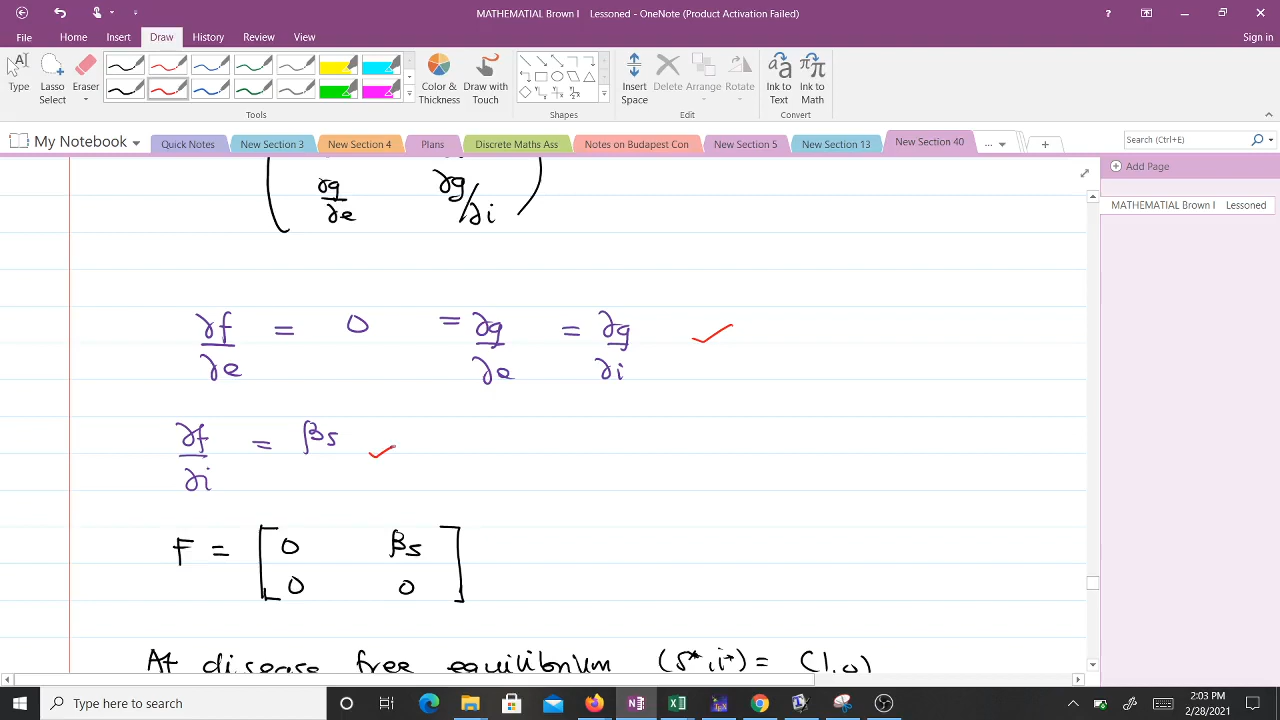 MATHEMATIAL Brown I    Lessoned - OneNote (Product Activation Failed)
File Home Insert Draw History Review View Sign in
Type Lasso Select Eraser Color & Thickness Draw with Touch Insert Space Delete Arrange Rotate Ink to Text Ink to Math
Tools Shapes Edit Convert
My Notebook Quick Notes New Section 3 New Section 4 Plans Discrete Maths Ass Notes on Budapest Con New Section 5 New Section 13 New Section 40 ... Search (Ctrl+E)
Add Page
MATHEMATIAL Brown I    Lessoned
∂g/∂e ∂g/∂i
∂f/∂e = 0 = ∂g/∂e = ∂g/∂i ✓
∂f/∂i = βs ✓
F = [ 0 βs
0 0 ]
At disease free equilibrium (s*, i*) = (1,0)
Type here to search
2:03 PM
2/28/2021